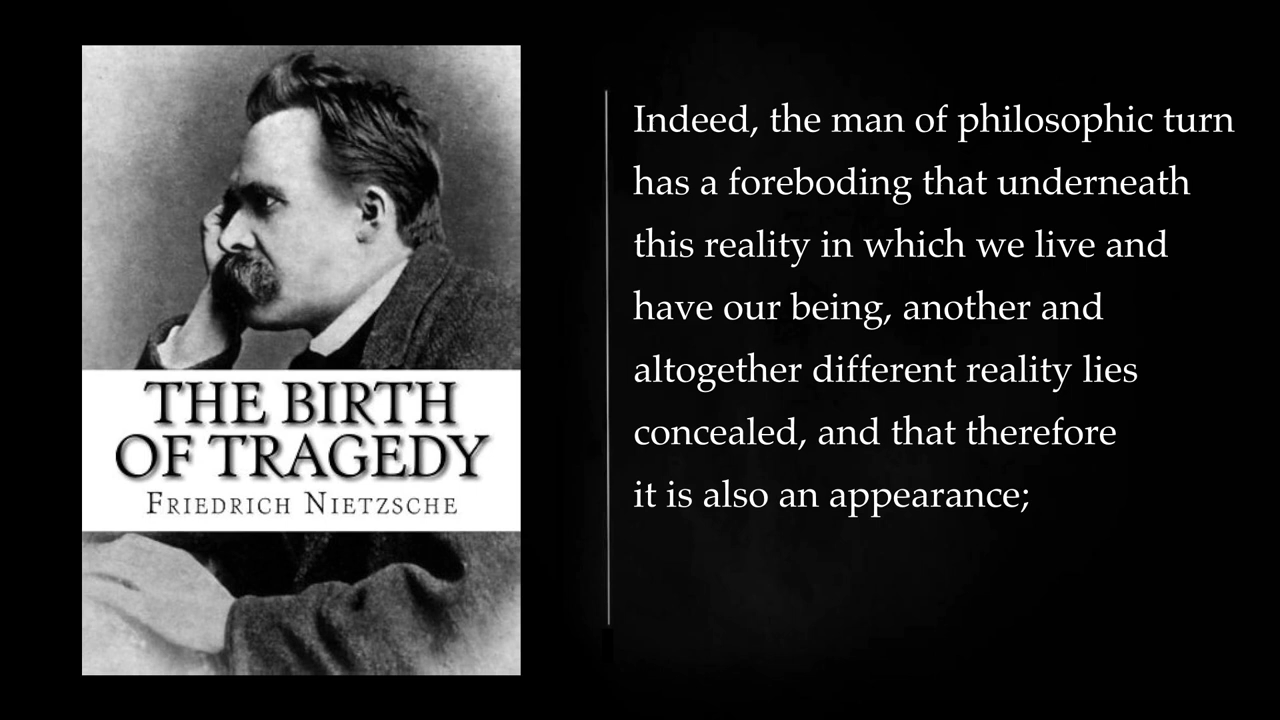 THE BIRTH
OF TRAGEDY
FRIEDRICH NIETZSCHE
Indeed, the man of philosophic turn
has a foreboding that underneath
this reality in which we live and
have our being, another and
altogether different reality lies
concealed, and that therefore
it is also an appearance;